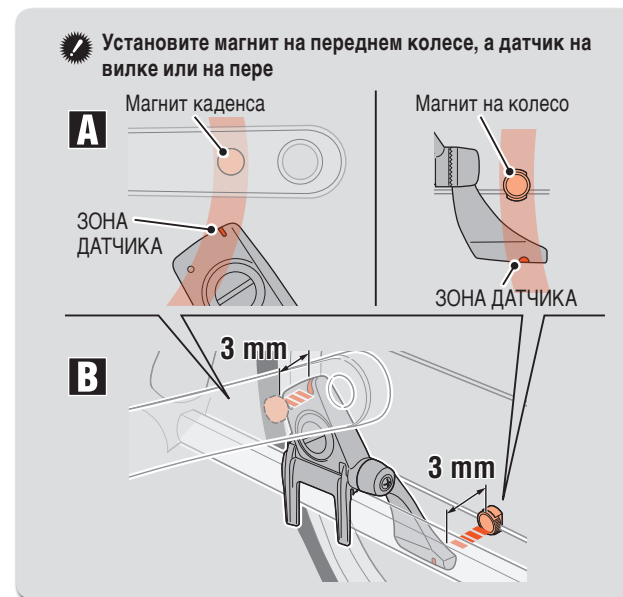 Установите магнит на переднем колесе, а датчик на
вилке или на пере
A
Магнит каденса
Магнит на колесо
ЗОНА
ДАТЧИКА
ЗОНА ДАТЧИКА
B
3 mm
3 mm